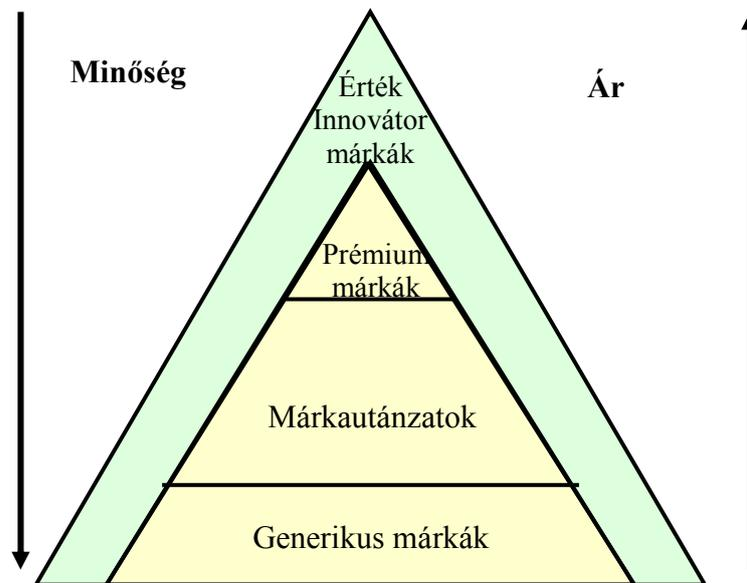 Minőség
Ár
Érték
Innovátor
márkák
Prémium
márkák
Márkautánzatok
Generikus márkák